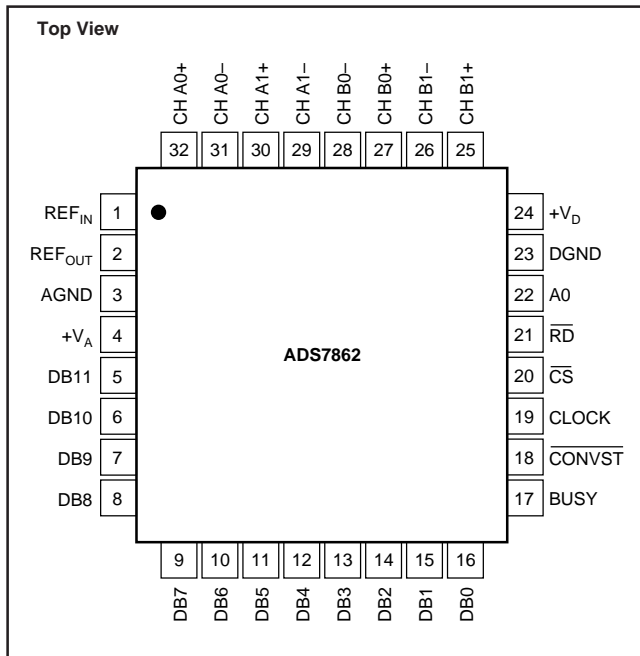 Top View
CH A0+
CH A0–
CH A1+
CH A1–
CH B0–
CH B0+
CH B1–
CH B1+
32 31 30 29 28 27 26 25
REF_IN 1
REF_OUT 2
AGND 3
+V_A 4
DB11 5
DB10 6
DB9 7
DB8 8
ADS7862
24 +V_D
23 DGND
22 A0
21 R̅D̅
20 C̅S̅
19 CLOCK
18 C̅O̅N̅V̅S̅T̅
17 BUSY
9 10 11 12 13 14 15 16
DB7
DB6
DB5
DB4
DB3
DB2
DB1
DB0